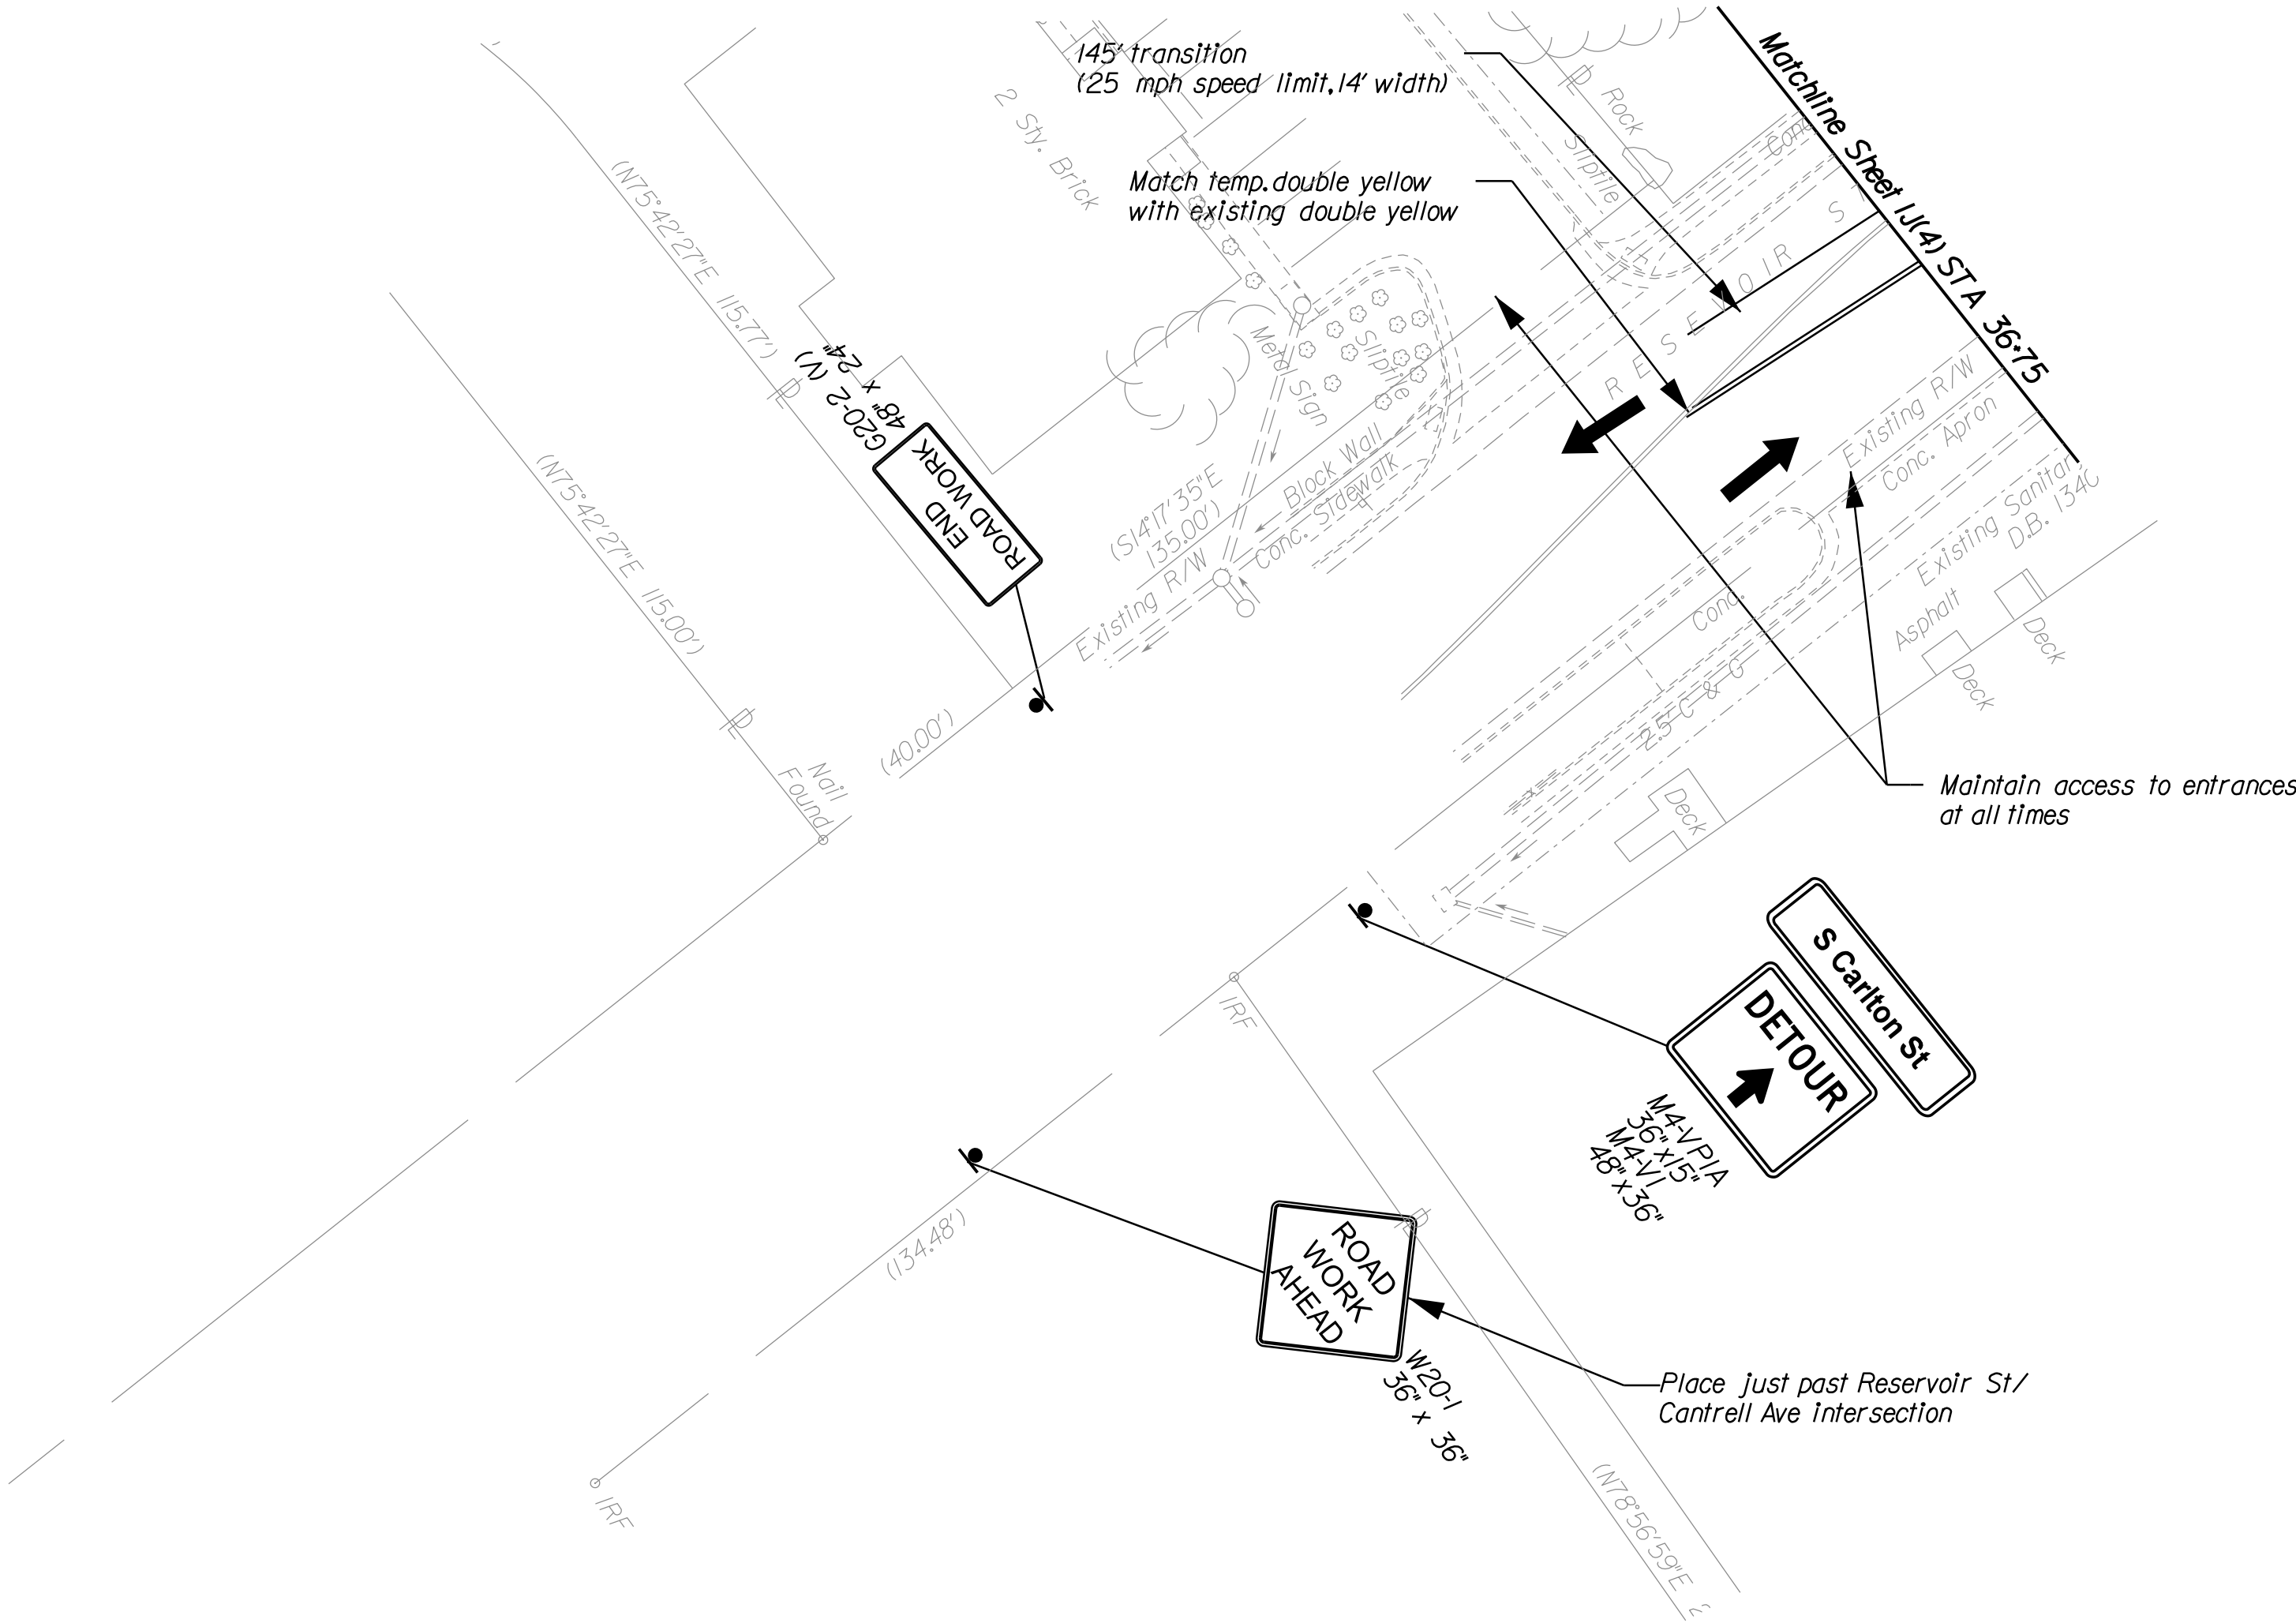 145' transition
(25 mph speed limit, 14' width)
Match temp. double yellow
with existing double yellow
Matchline Sheet 1J(4) STA 36+75
2 Sty. Brick
Rock
Sliptile
Conc.
(N75°42'27"E 115.77')
G20-2 (V)
48" x 24"
END
ROAD WORK
Metal Sign
Sliptile
Block Wall
Conc. Sidewalk
(S14°17'35"E
135.00')
Existing R/W
RESERVOIR S
Existing R/W
Conc. Apron
Existing Sanitar
D.B. 1340
Asphalt
Deck
Deck
Conc.
2.5' C & G
Deck
(N75°42'27"E 115.00')
Nail
Found
(40.00')
Maintain access to entrances
at all times
S Carlton St
DETOUR
M4-VP1A
36"x15"
M4-V1
48"x36"
IRF
(134.48')
ROAD
WORK
AHEAD
W20-1
36" x 36"
Place just past Reservoir St/
Cantrell Ave intersection
IRF
(N78°56'59"E 2